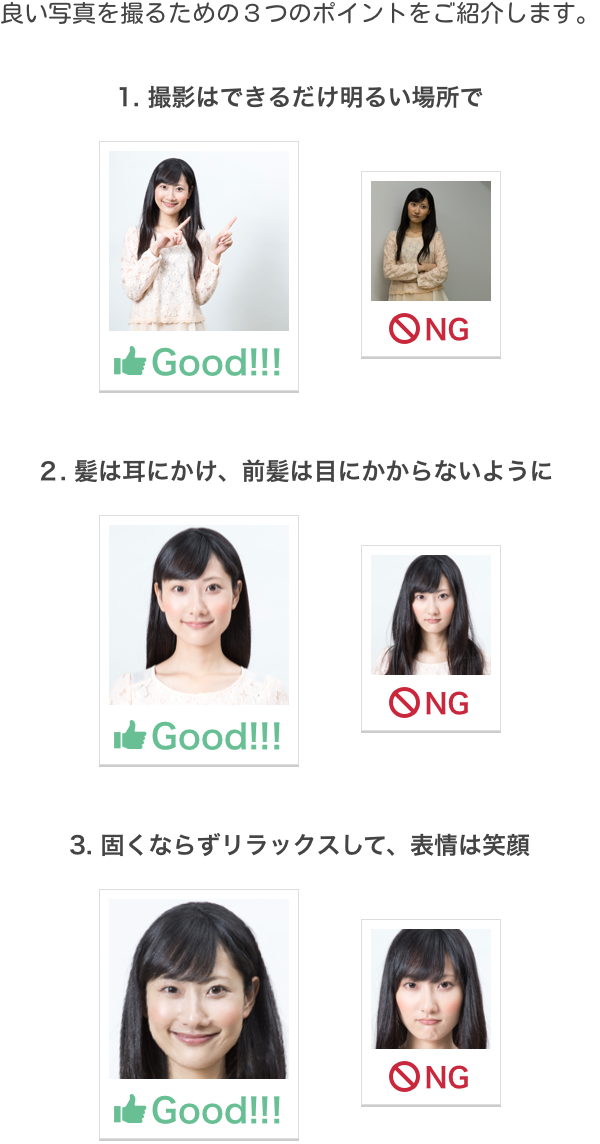 良い写真を撮るための３つのポイントをご紹介します。
1. 撮影はできるだけ明るい場所で
Good!!!
NG
２. 髪は耳にかけ、前髪は目にかからないように
Good!!!
NG
3. 固くならずリラックスして、表情は笑顔
Good!!!
NG